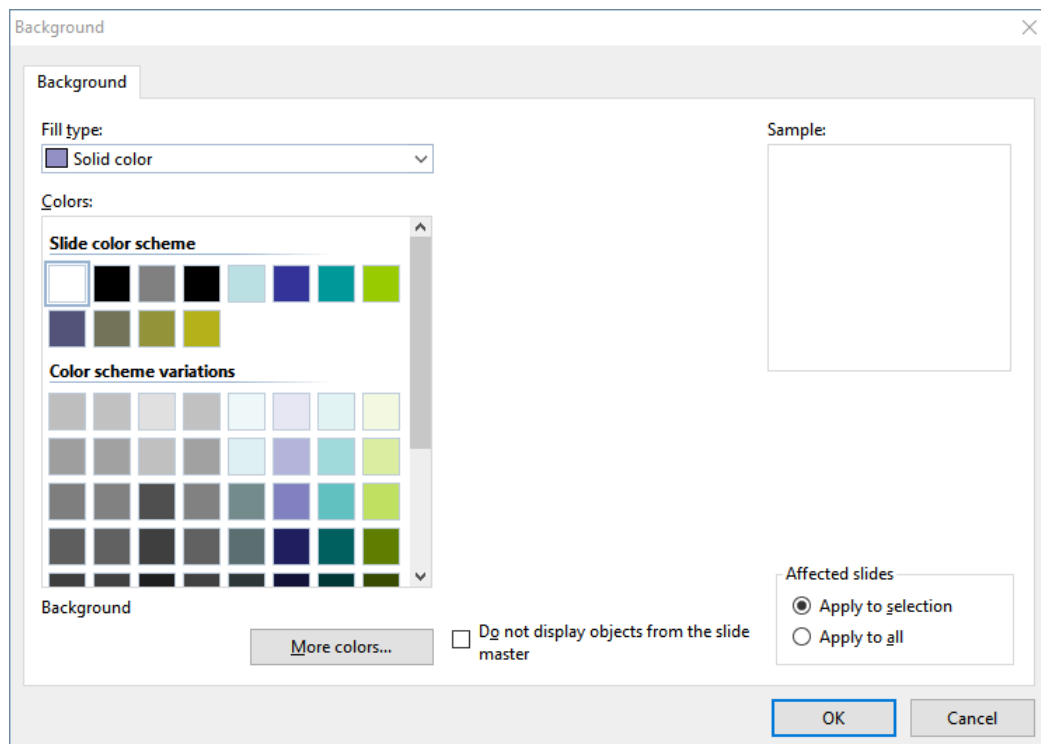 Background
Background
Fill type:
Sample:
Solid color
Colors:
Slide color scheme
Color scheme variations
Background
More colors...
Do not display objects from the slide
master
Affected slides
Apply to selection
Apply to all
OK
Cancel